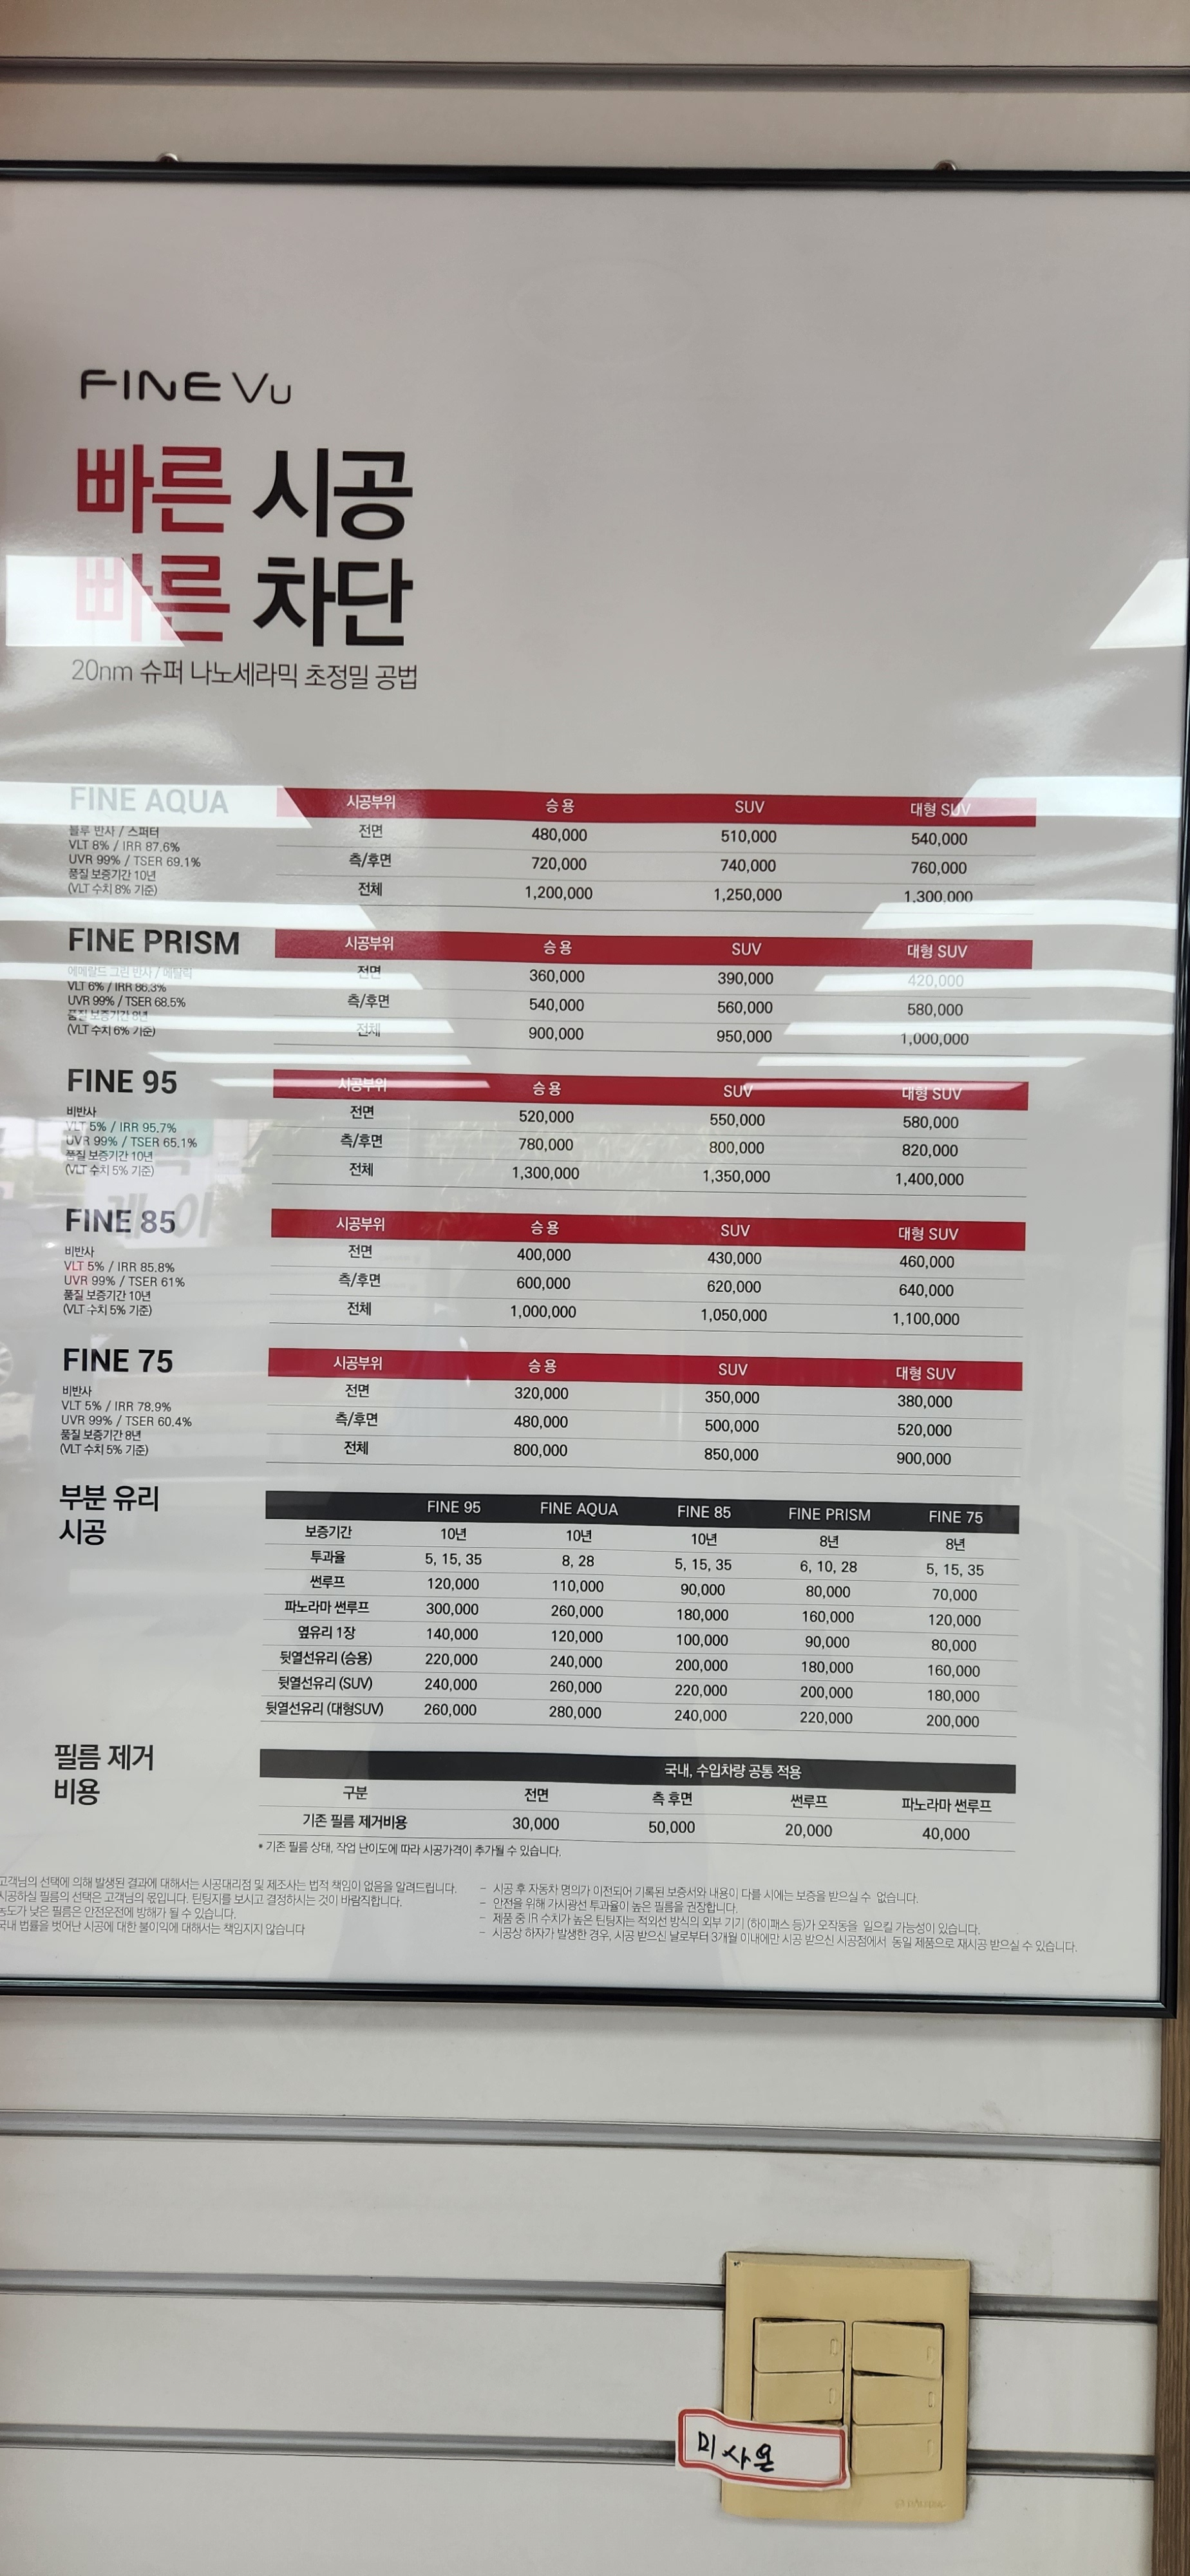 FINE Vu
빠른 시공
빠른 차단
20nm 슈퍼 나노세라믹 초정밀 공법
FINE AQUA
블루 반사 / 스퍼터
VLT 8% / IRR 87.6%
UVR 99% / TSER 69.1%
품질 보증기간 10년
(VLT 수치 8% 기준)
시공부위 승용 SUV 대형 SUV
전면 480,000 510,000 540,000
측/후면 720,000 740,000 760,000
전체 1,200,000 1,250,000 1,300,000
FINE PRISM
에메랄드 그린 반사 / 메탈릭
VLT 6% / IRR 86.3%
UVR 99% / TSER 68.5%
품질 보증기간 8년
(VLT 수치 6% 기준)
시공부위 승용 SUV 대형 SUV
전면 360,000 390,000 420,000
측/후면 540,000 560,000 580,000
전체 900,000 950,000 1,000,000
FINE 95
비반사
VLT 5% / IRR 95.7%
UVR 99% / TSER 65.1%
품질 보증기간 10년
(VLT 수치 5% 기준)
시공부위 승용 SUV 대형 SUV
전면 520,000 550,000 580,000
측/후면 780,000 800,000 820,000
전체 1,300,000 1,350,000 1,400,000
FINE 85
비반사
VLT 5% / IRR 85.8%
UVR 99% / TSER 61%
품질 보증기간 10년
(VLT 수치 5% 기준)
시공부위 승용 SUV 대형 SUV
전면 400,000 430,000 460,000
측/후면 600,000 620,000 640,000
전체 1,000,000 1,050,000 1,100,000
FINE 75
비반사
VLT 5% / IRR 78.9%
UVR 99% / TSER 60.4%
품질 보증기간 8년
(VLT 수치 5% 기준)
시공부위 승용 SUV 대형 SUV
전면 320,000 350,000 380,000
측/후면 480,000 500,000 520,000
전체 800,000 850,000 900,000
부분 유리
시공
FINE 95 FINE AQUA FINE 85 FINE PRISM FINE 75
보증기간 10년 10년 10년 8년 8년
투과율 5, 15, 35 8, 28 5, 15, 35 6, 10, 28 5, 15, 35
썬루프 120,000 110,000 90,000 80,000 70,000
파노라마 썬루프 300,000 260,000 180,000 160,000 120,000
옆유리 1장 140,000 120,000 100,000 90,000 80,000
뒷열선유리 (승용) 220,000 240,000 200,000 180,000 160,000
뒷열선유리 (SUV) 240,000 260,000 220,000 200,000 180,000
뒷열선유리 (대형SUV) 260,000 280,000 240,000 220,000 200,000
필름 제거
비용
국내, 수입차량 공통 적용
구분 전면 측 후면 썬루프 파노라마 썬루프
기존 필름 제거비용 30,000 50,000 20,000 40,000
* 기존 필름 상태, 작업 난이도에 따라 시공가격이 추가될 수 있습니다.
고객님의 선택에 의해 발생된 결과에 대해서는 시공대리점 및 제조사는 법적 책임이 없음을 알려드립니다.
시공하실 필름의 선택은 고객님의 몫입니다. 틴팅지를 보시고 결정하시는 것이 바람직합니다.
농도가 낮은 필름은 안전운전에 방해가 될 수 있습니다.
국내 법률을 벗어난 시공에 대한 불이익에 대해서는 책임지지 않습니다
- 시공 후 자동차 명의가 이전되어 기록된 보증서와 내용이 다를 시에는 보증을 받으실 수 없습니다.
- 안전을 위해 가시광선 투과율이 높은 필름을 권장합니다.
- 제품 중 IR 수치가 높은 틴팅지는 적외선 방식의 외부 기기 (하이패스 등)가 오작동을 일으킬 가능성이 있습니다.
- 시공상 하자가 발생한 경우, 시공 받으신 날로부터 3개월 이내에만 시공 받으신 시공점에서 동일 제품으로 재시공 받으실 수 있습니다.
미사용